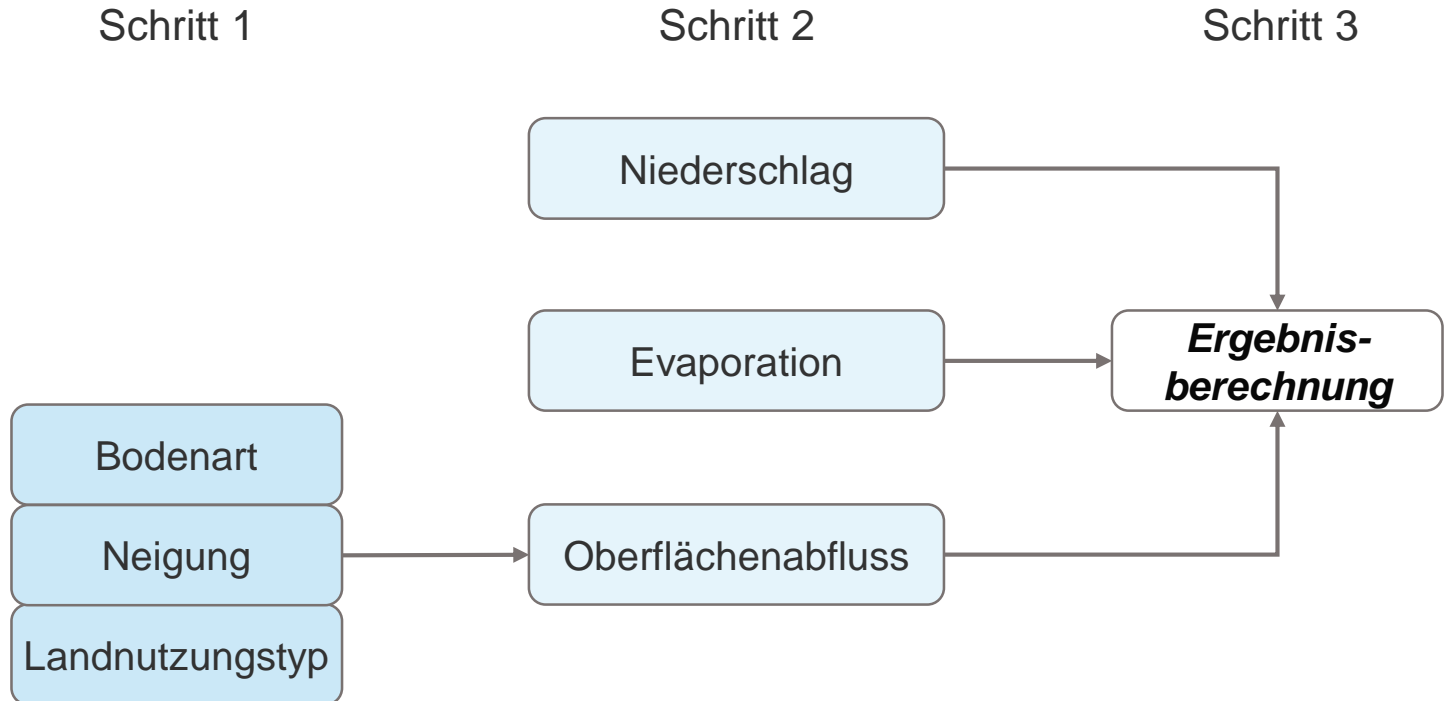 Schritt 1
Schritt 2
Schritt 3
Niederschlag
Evaporation
Ergebnis-
berechnung
Bodenart
Neigung
Oberflächenabfluss
Landnutzungstyp